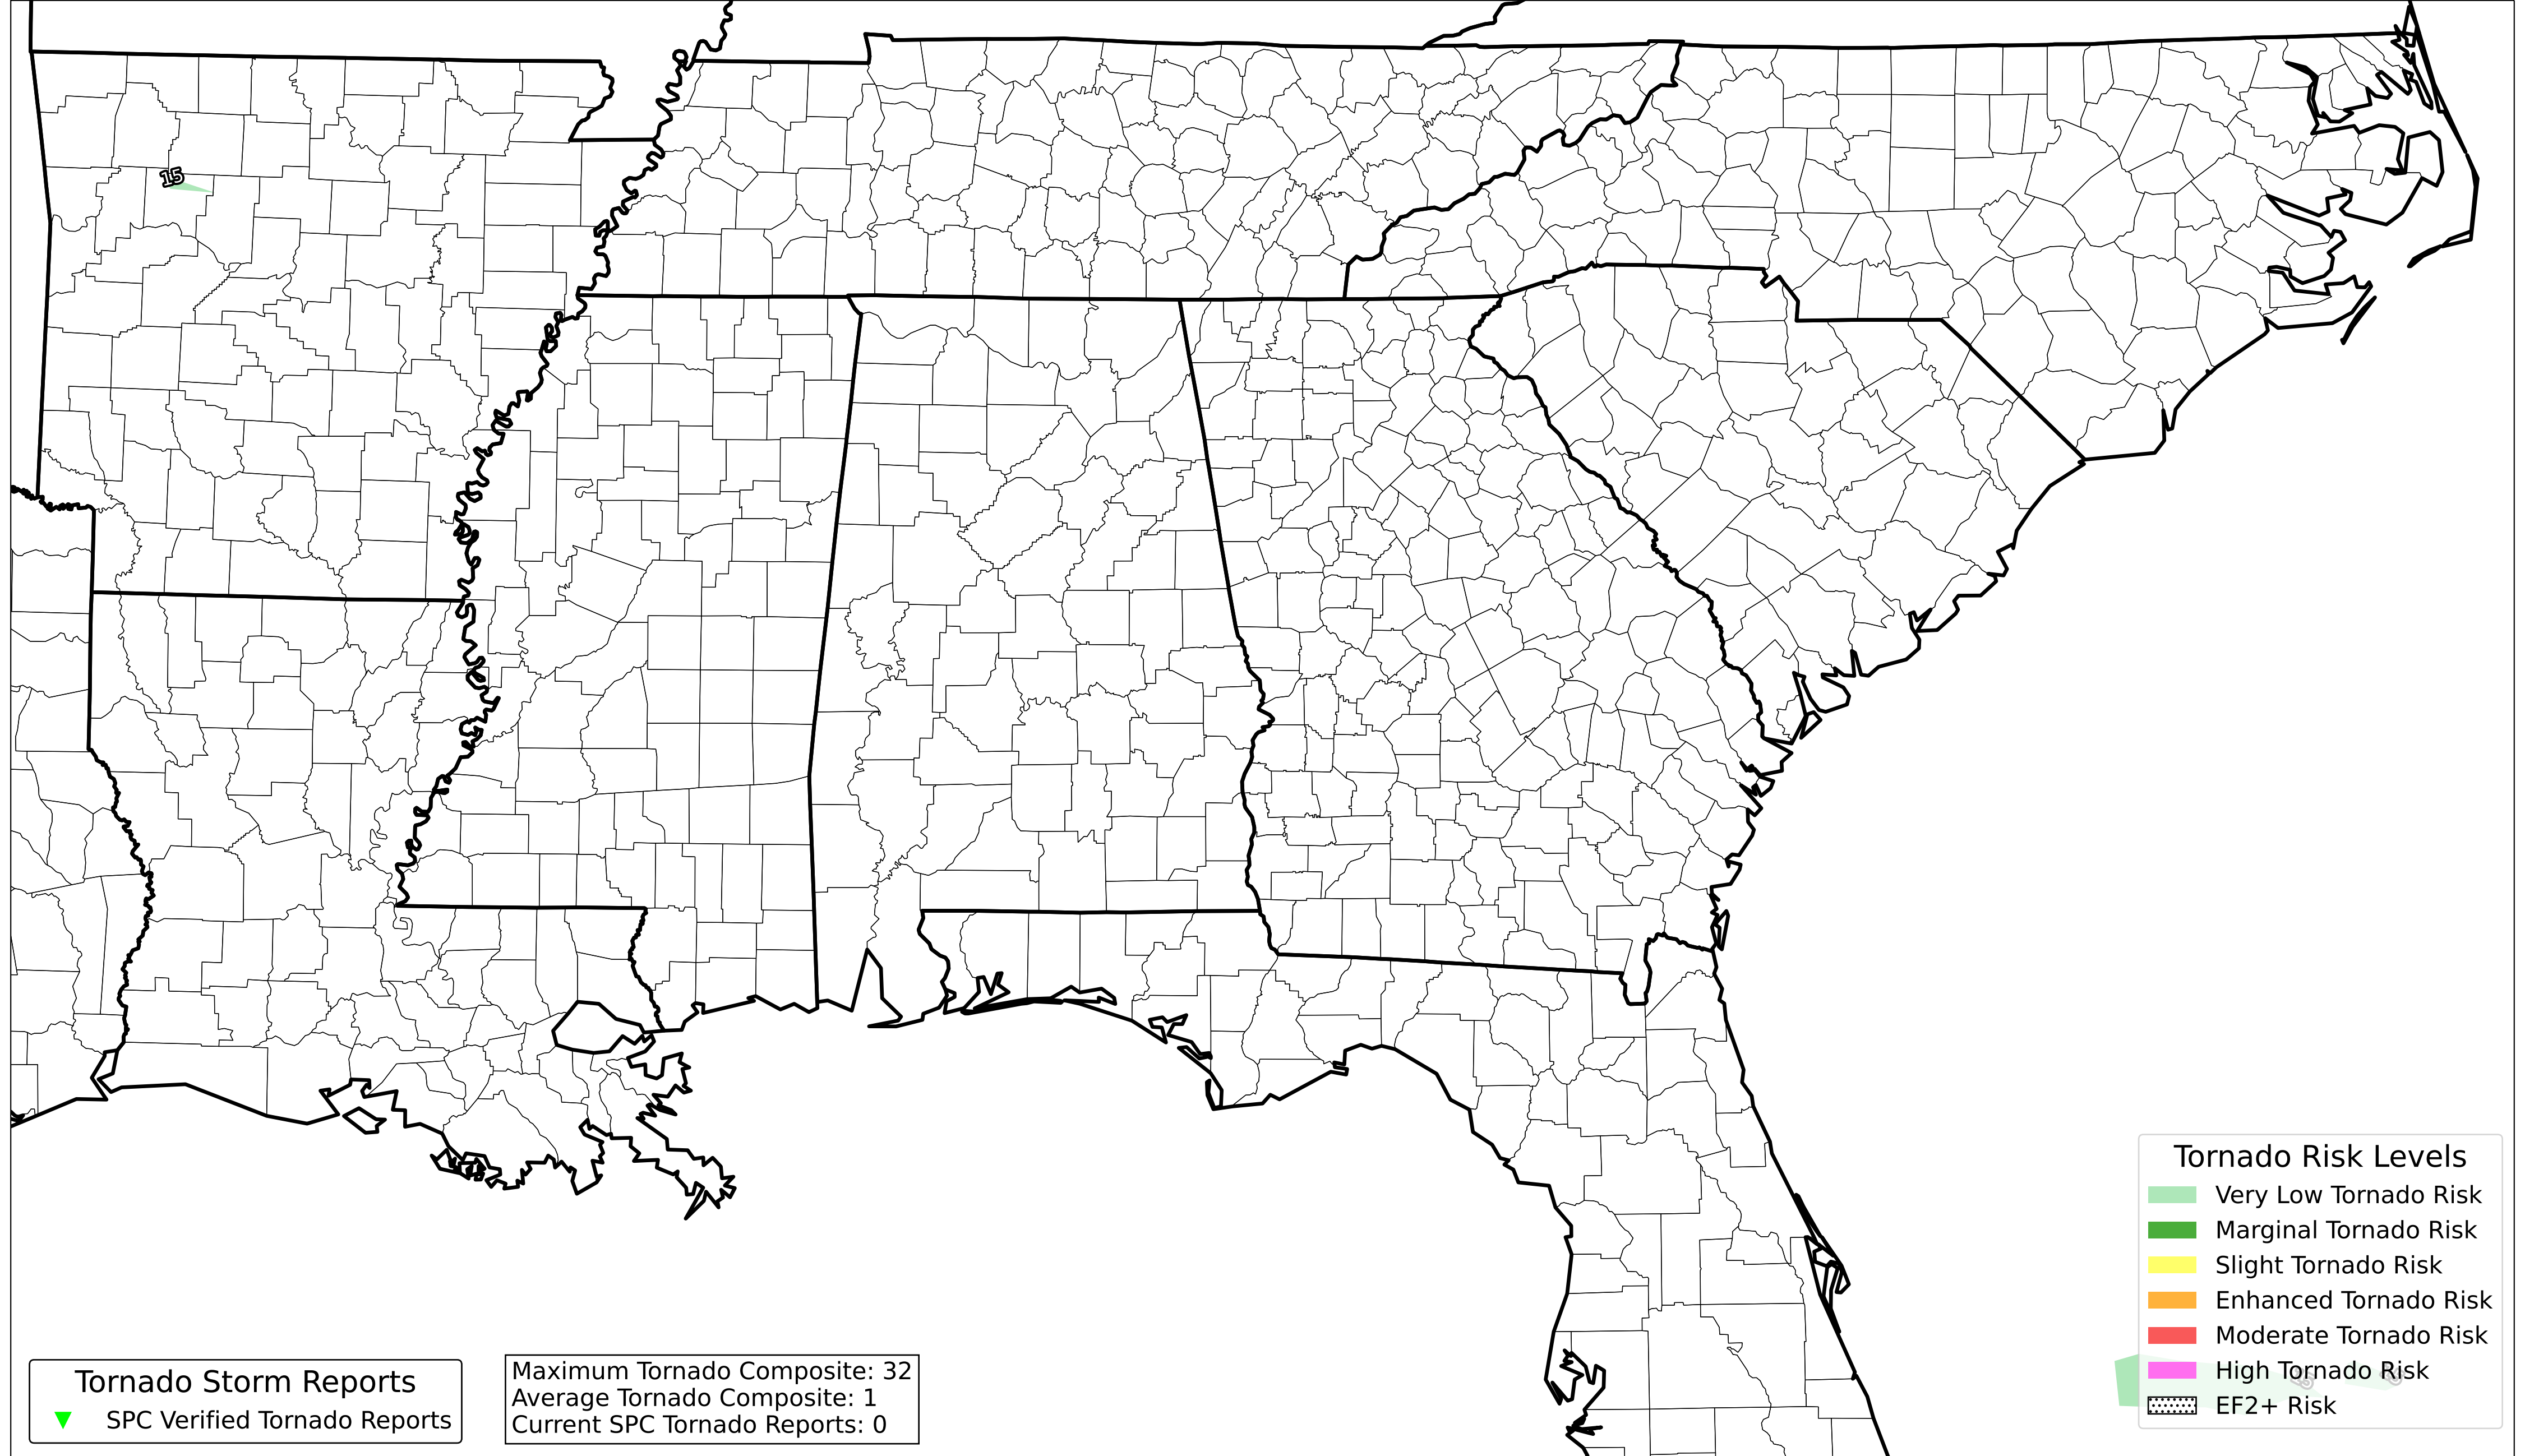 15
Tornado Risk Levels
Very Low Tornado Risk
Marginal Tornado Risk
Slight Tornado Risk
Enhanced Tornado Risk
Moderate Tornado Risk
High Tornado Risk
EF2+ Risk
Tornado Storm Reports
SPC Verified Tornado Reports
Maximum Tornado Composite: 32
Average Tornado Composite: 1
Current SPC Tornado Reports: 0